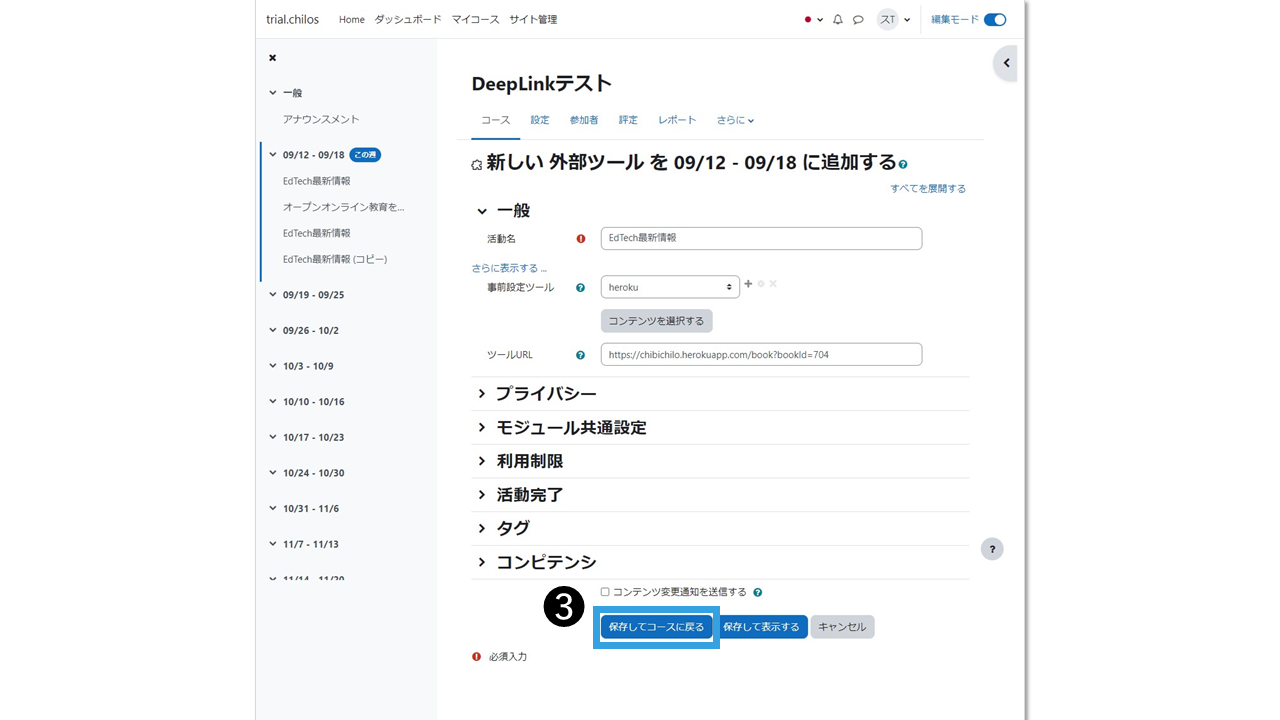 trial.chilos Home ダッシュボード マイコース サイト管理 スT 編集モード
一般
アナウンスメント
09/12 - 09/18 この週
EdTech最新情報
オープンオンライン教育を...
EdTech最新情報
EdTech最新情報 (コピー)
09/19 - 09/25
09/26 - 10/2
10/3 - 10/9
10/10 - 10/16
10/17 - 10/23
10/24 - 10/30
10/31 - 11/6
11/7 - 11/13
11/14 - 11/20
DeepLinkテスト
コース 設定 参加者 評定 レポート さらに
新しい 外部ツール を 09/12 - 09/18 に追加する
すべてを展開する
一般
活動名 EdTech最新情報
さらに表示する ...
事前設定ツール heroku
コンテンツを選択する
ツールURL https://chibichilo.herokuapp.com/book?bookId=704
プライバシー
モジュール共通設定
利用制限
活動完了
タグ
コンピテンシ
コンテンツ変更通知を送信する
3 保存してコースに戻る 保存して表示する キャンセル
必須入力